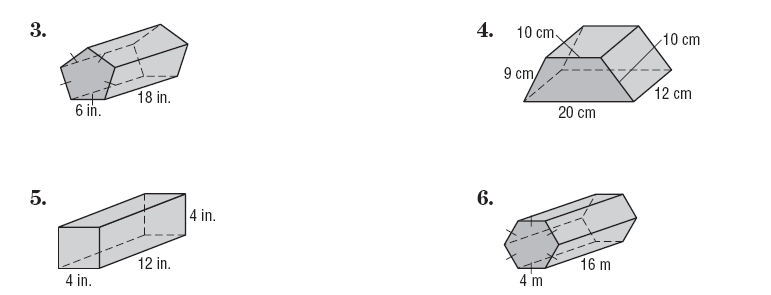 3.
18 in.
6 in.
4.
10 cm
10 cm
9 cm
12 cm
20 cm
5.
4 in.
12 in.
4 in.
6.
16 m
4 m